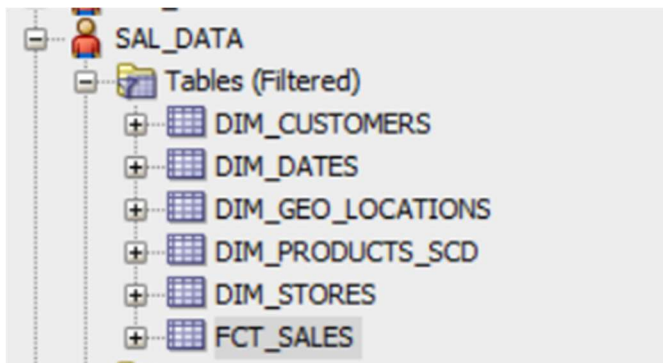 SAL_DATA
Tables (Filtered)
DIM_CUSTOMERS
DIM_DATES
DIM_GEO_LOCATIONS
DIM_PRODUCTS_SCD
DIM_STORES
FCT_SALES